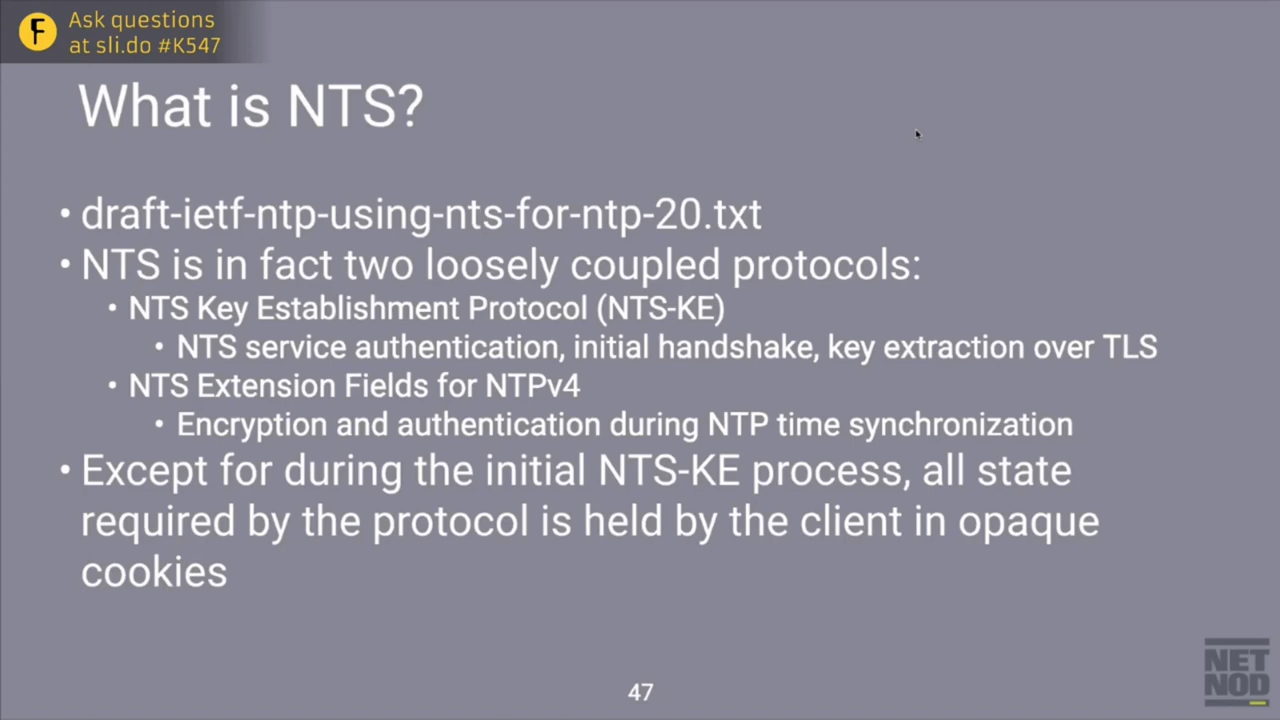 F
Ask questions
at sli.do #K547
What is NTS?
• draft-ietf-ntp-using-nts-for-ntp-20.txt
• NTS is in fact two loosely coupled protocols:
• NTS Key Establishment Protocol (NTS-KE)
• NTS service authentication, initial handshake, key extraction over TLS
• NTS Extension Fields for NTPv4
• Encryption and authentication during NTP time synchronization
• Except for during the initial NTS-KE process, all state
required by the protocol is held by the client in opaque
cookies
47
NET
NOD